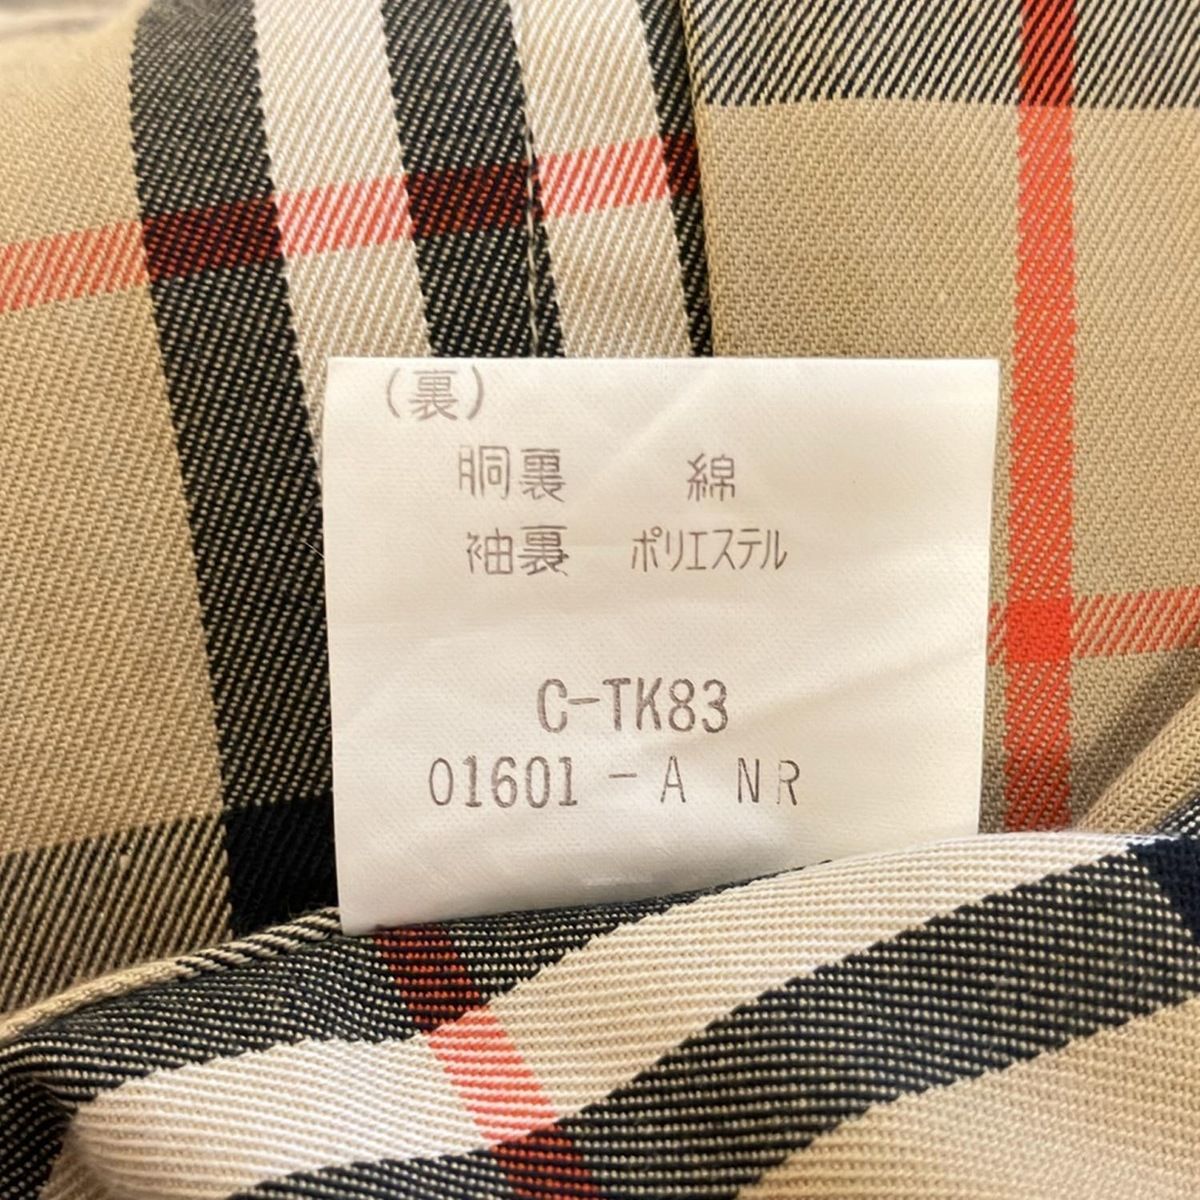 (裏)
胴裏 綿
袖裏 ポリエステル
C-TK83
01601 - A NR